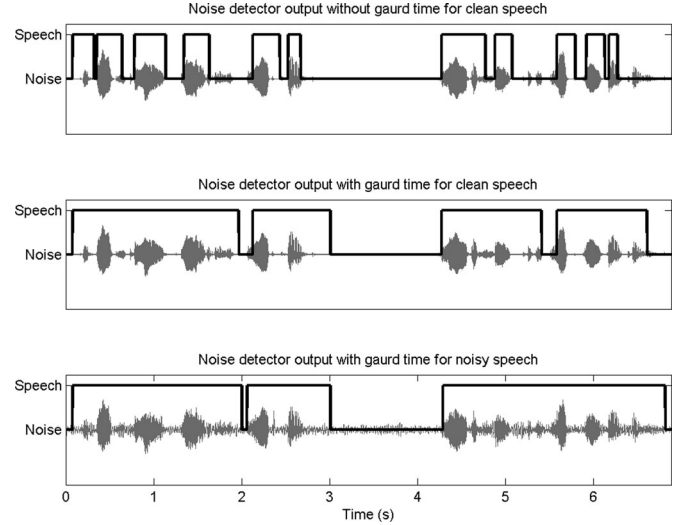 Noise detector output without gaurd time for clean speech
Speech
Noise
Noise detector output with gaurd time for clean speech
Speech
Noise
Noise detector output with gaurd time for noisy speech
Speech
Noise
0 1 2 3 4 5 6
Time (s)